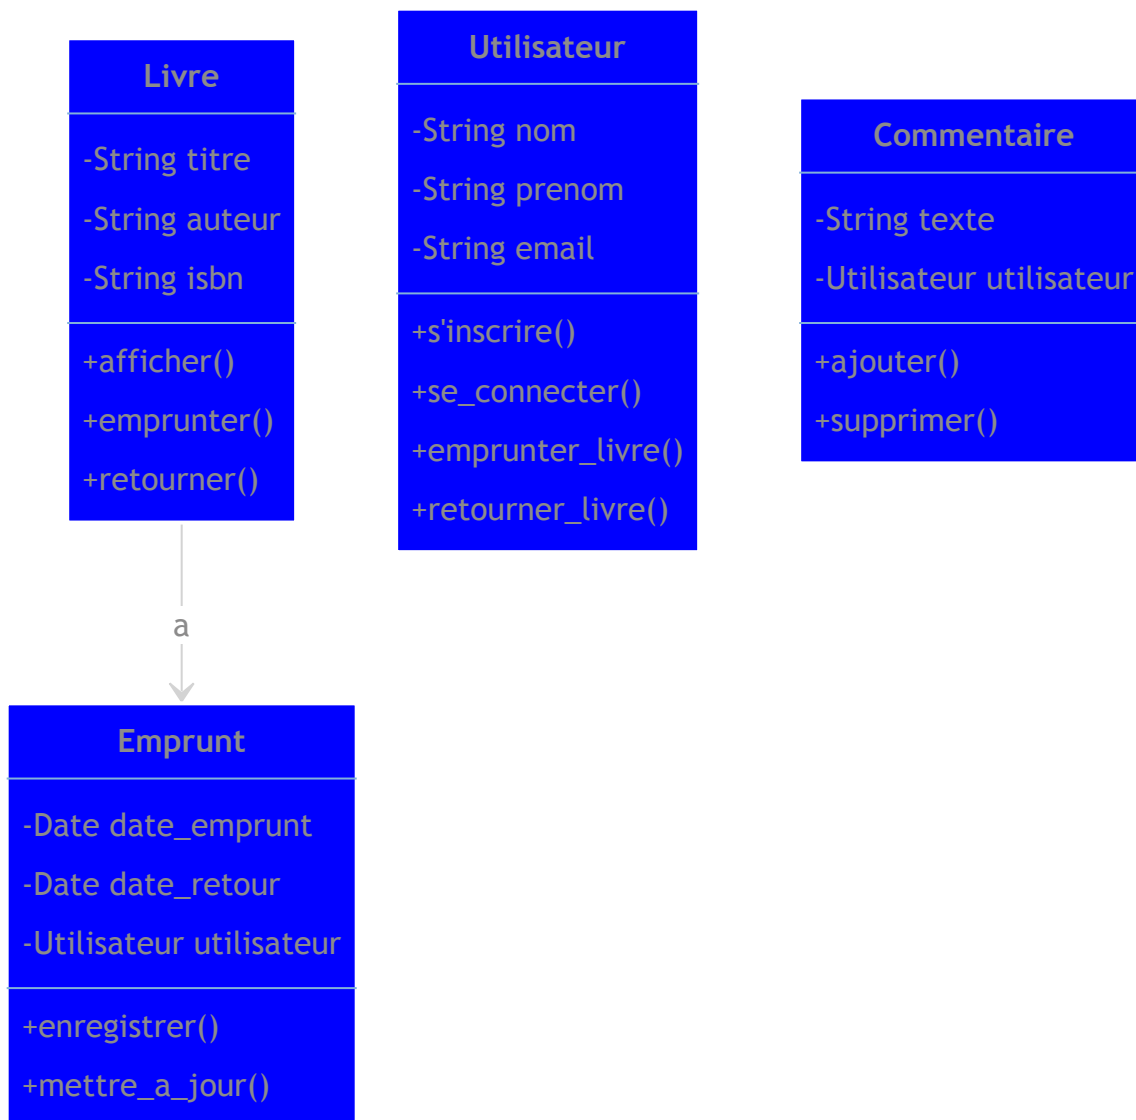 Livre
-String titre
-String auteur
-String isbn
+afficher()
+emprunter()
+retourner()
Utilisateur
-String nom
-String prenom
-String email
+s'inscrire()
+se_connecter()
+emprunter_livre()
+retourner_livre()
Commentaire
-String texte
-Utilisateur utilisateur
+ajouter()
+supprimer()
a
Emprunt
-Date date_emprunt
-Date date_retour
-Utilisateur utilisateur
+enregistrer()
+mettre_a_jour()